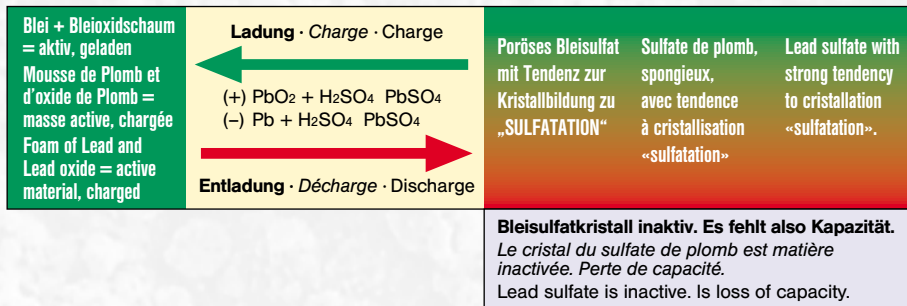 Blei + Bleioxidschaum
= aktiv, geladen
Mousse de Plomb et
d'oxide de Plomb =
masse active, chargée
Foam of Lead and
Lead oxide = active
material, charged
Ladung · Charge · Charge
(+) PbO₂ + H₂SO₄ PbSO₄
(–) Pb + H₂SO₄ PbSO₄
Entladung · Décharge · Discharge
Poröses Bleisulfat
mit Tendenz zur
Kristallbildung zu
„SULFATATION“
Sulfate de plomb,
spongieux,
avec tendence
à cristallisation
«sulfatation»
Lead sulfate with
strong tendency
to cristallation
«sulfatation».
Bleisulfatkristall inaktiv. Es fehlt also Kapazität.
Le cristal du sulfate de plomb est matière
inactivée. Perte de capacité.
Lead sulfate is inactive. Is loss of capacity.